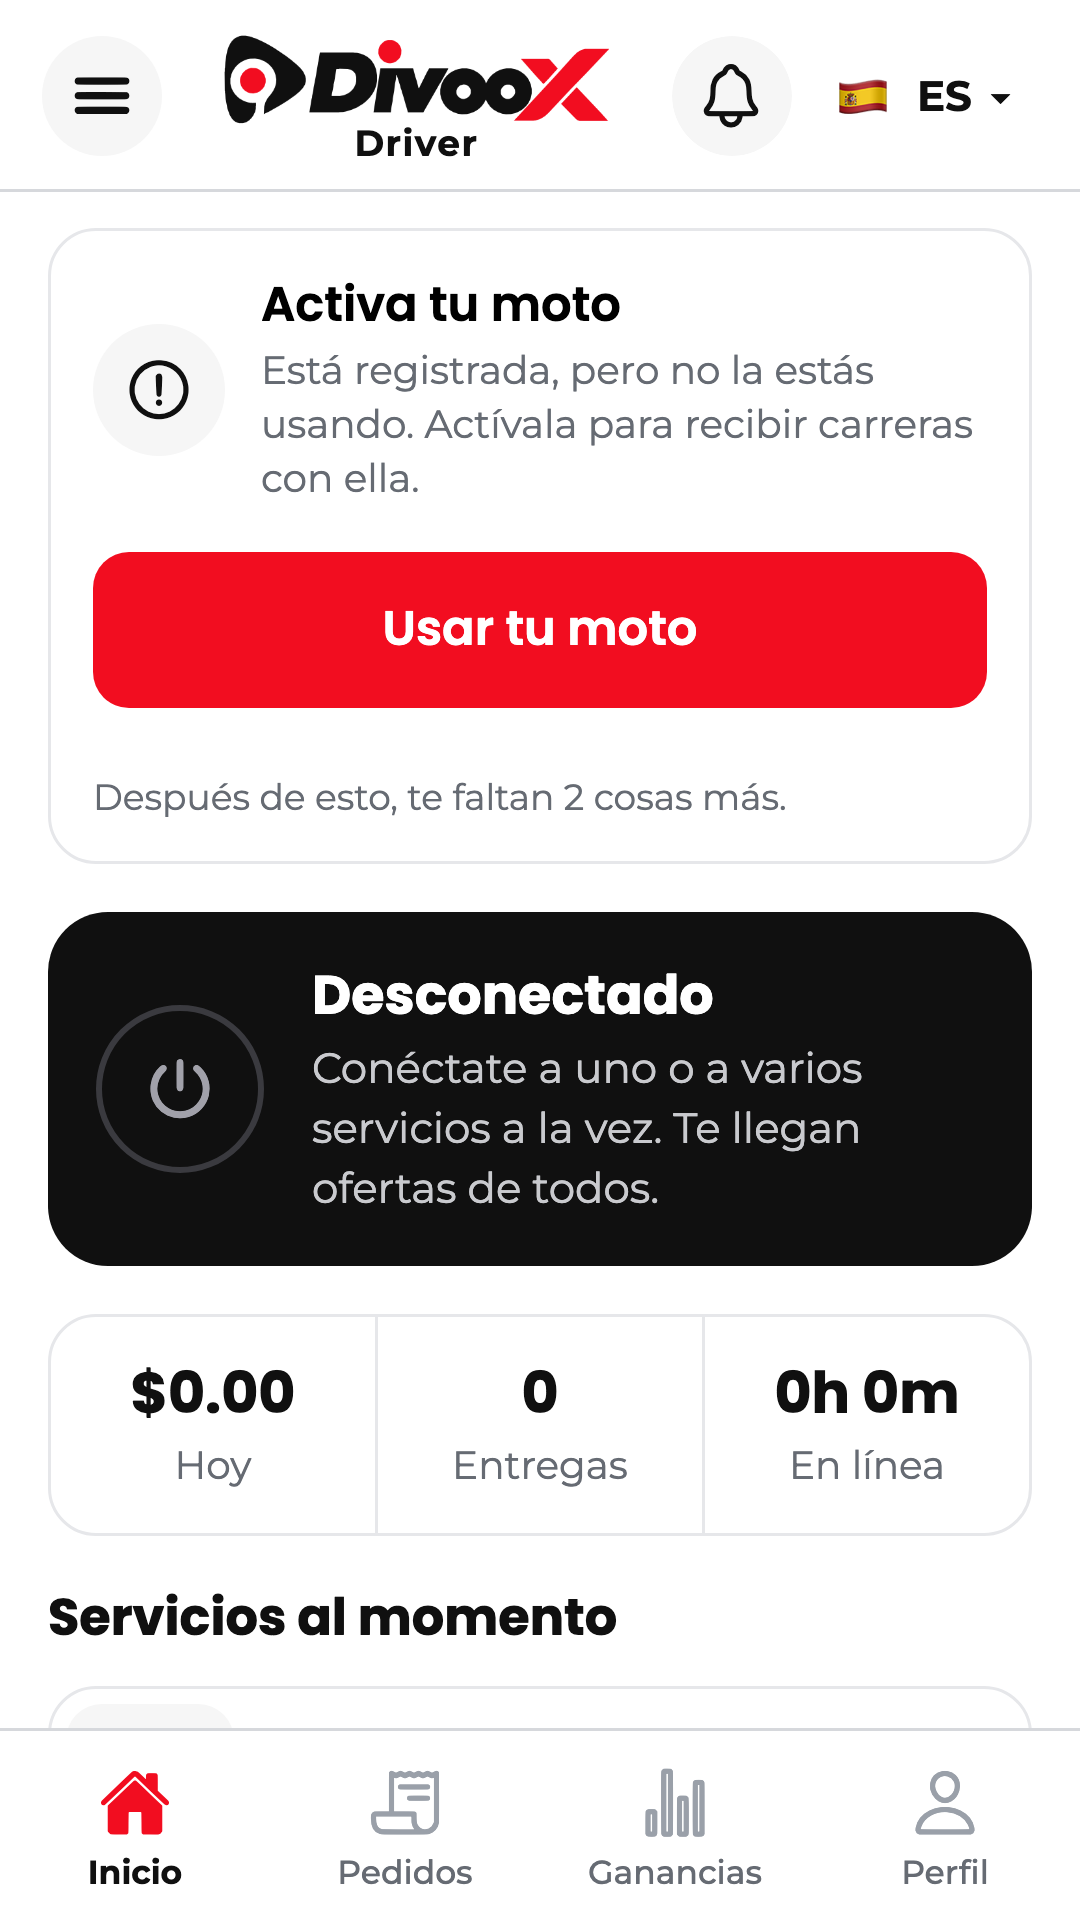 DivooX
Driver
ES
Activa tu moto
Está registrada, pero no la estás
usando. Actívala para recibir carreras
con ella.
Usar tu moto
Después de esto, te faltan 2 cosas más.
Desconectado
Conéctate a uno o a varios
servicios a la vez. Te llegan
ofertas de todos.
$0.00
0
0h 0m
Hoy
Entregas
En línea
Servicios al momento
Inicio
Pedidos
Ganancias
Perfil